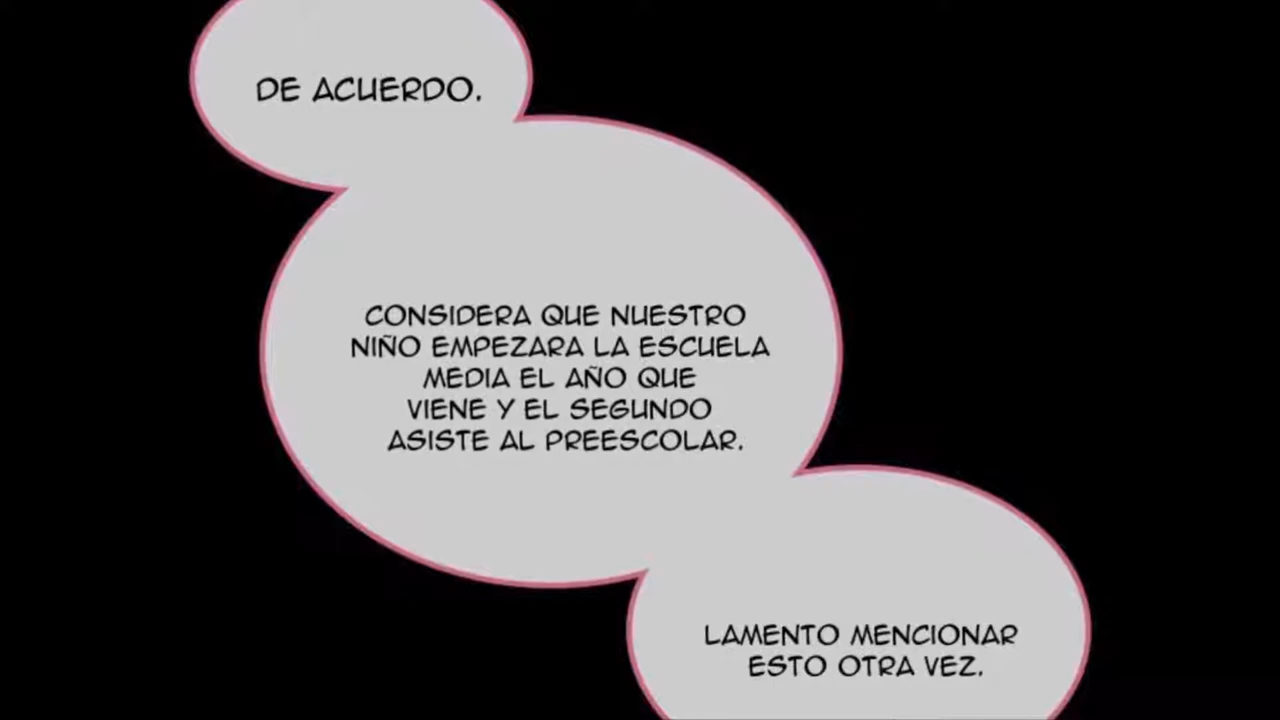 DE ACUERDO.
CONSIDERA QUE NUESTRO
NIÑO EMPEZARA LA ESCUELA
MEDIA EL AÑO QUE
VIENE Y EL SEGUNDO
ASISTE AL PREESCOLAR.
LAMENTO MENCIONAR
ESTO OTRA VEZ.